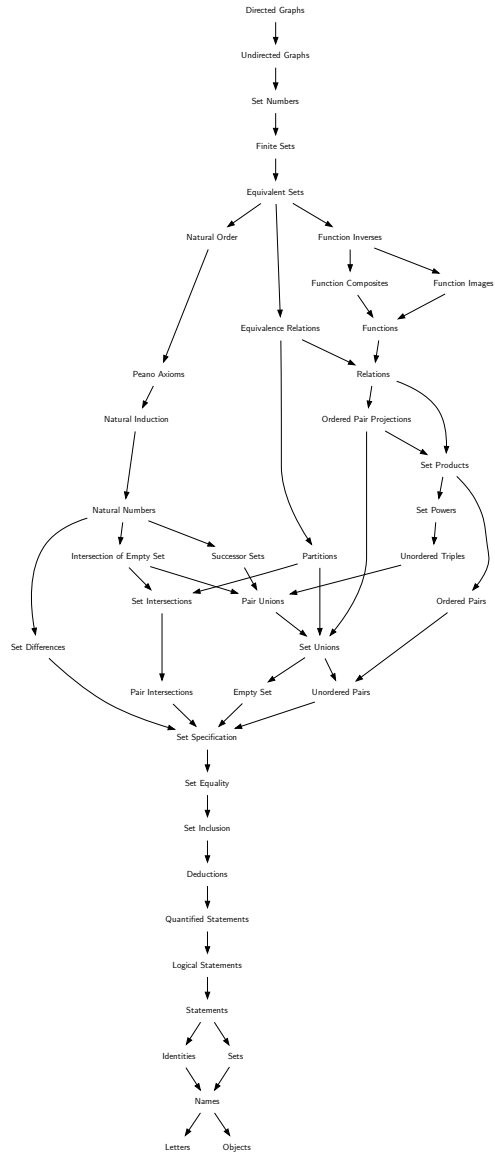 Directed Graphs
Undirected Graphs
Set Numbers
Finite Sets
Equivalent Sets
Natural Order
Function Inverses
Function Composites
Function Images
Equivalence Relations
Functions
Peano Axioms
Relations
Natural Induction
Ordered Pair Projections
Set Products
Natural Numbers
Set Powers
Intersection of Empty Set
Successor Sets
Partitions
Unordered Triples
Set Intersections
Pair Unions
Ordered Pairs
Set Differences
Set Unions
Pair Intersections
Empty Set
Unordered Pairs
Set Specification
Set Equality
Set Inclusion
Deductions
Quantified Statements
Logical Statements
Statements
Identities
Sets
Names
Letters
Objects